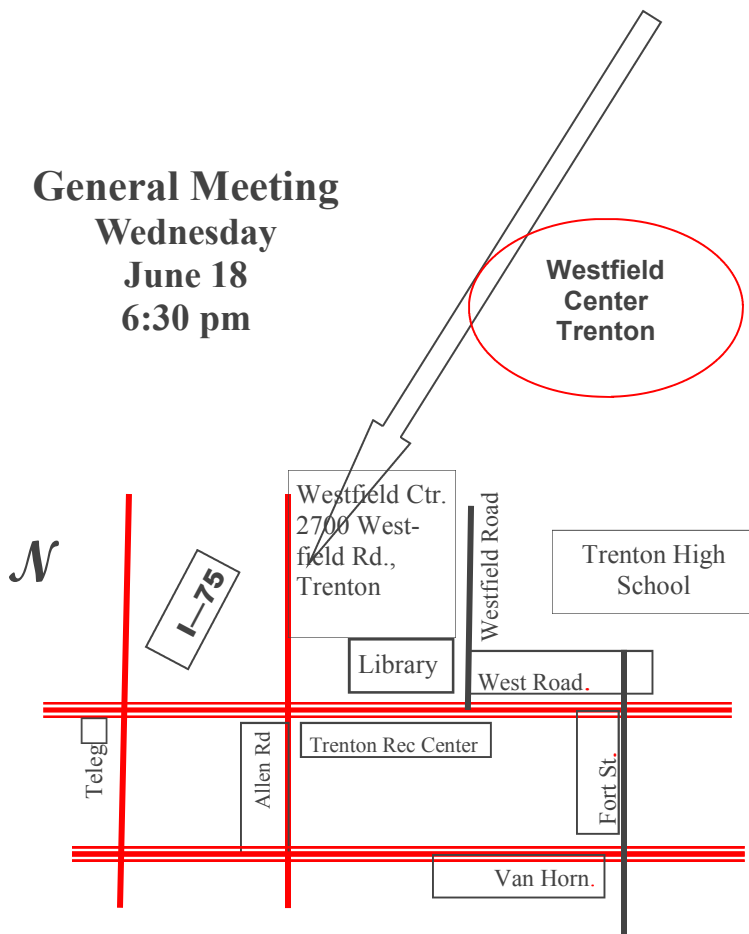 General Meeting
Wednesday
June 18
6:30 pm
Westfield
Center
Trenton
Westfield Ctr.
2700 West-
field Rd.,
Trenton
Westfield Road
Trenton High
School
N
I—75
Library
West Road.
Teleg
Allen Rd
Trenton Rec Center
Fort St.
Van Horn.